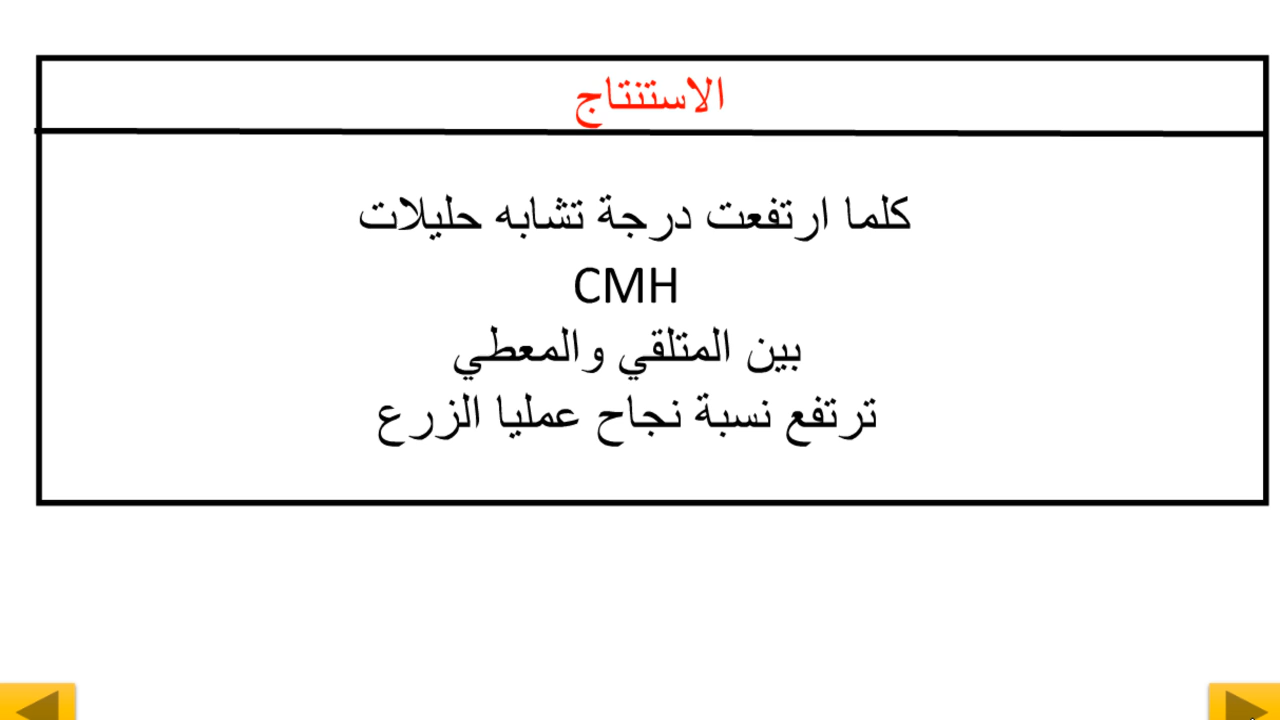 الاستنتاج
كلما ارتفعت درجة تشابه حليلات
CMH
بين المتلقي والمعطي
ترتفع نسبة نجاح عمليا الزرع